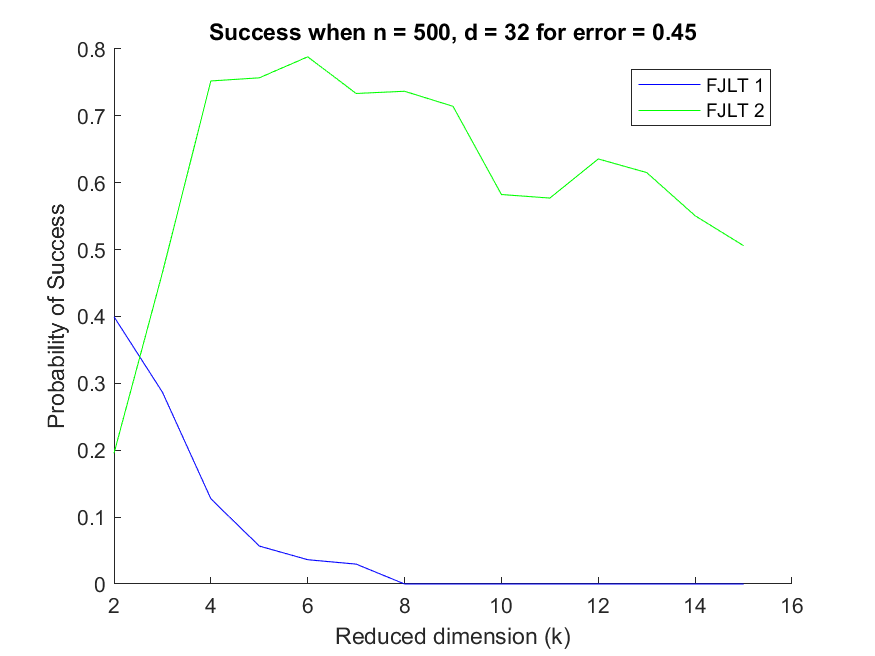 Success when n = 500, d = 32 for error = 0.45
FJLT 1
FJLT 2
0.8
0.7
0.6
0.5
0.4
0.3
0.2
0.1
0
Probability of Success
2 4 6 8 10 12 14 16
Reduced dimension (k)